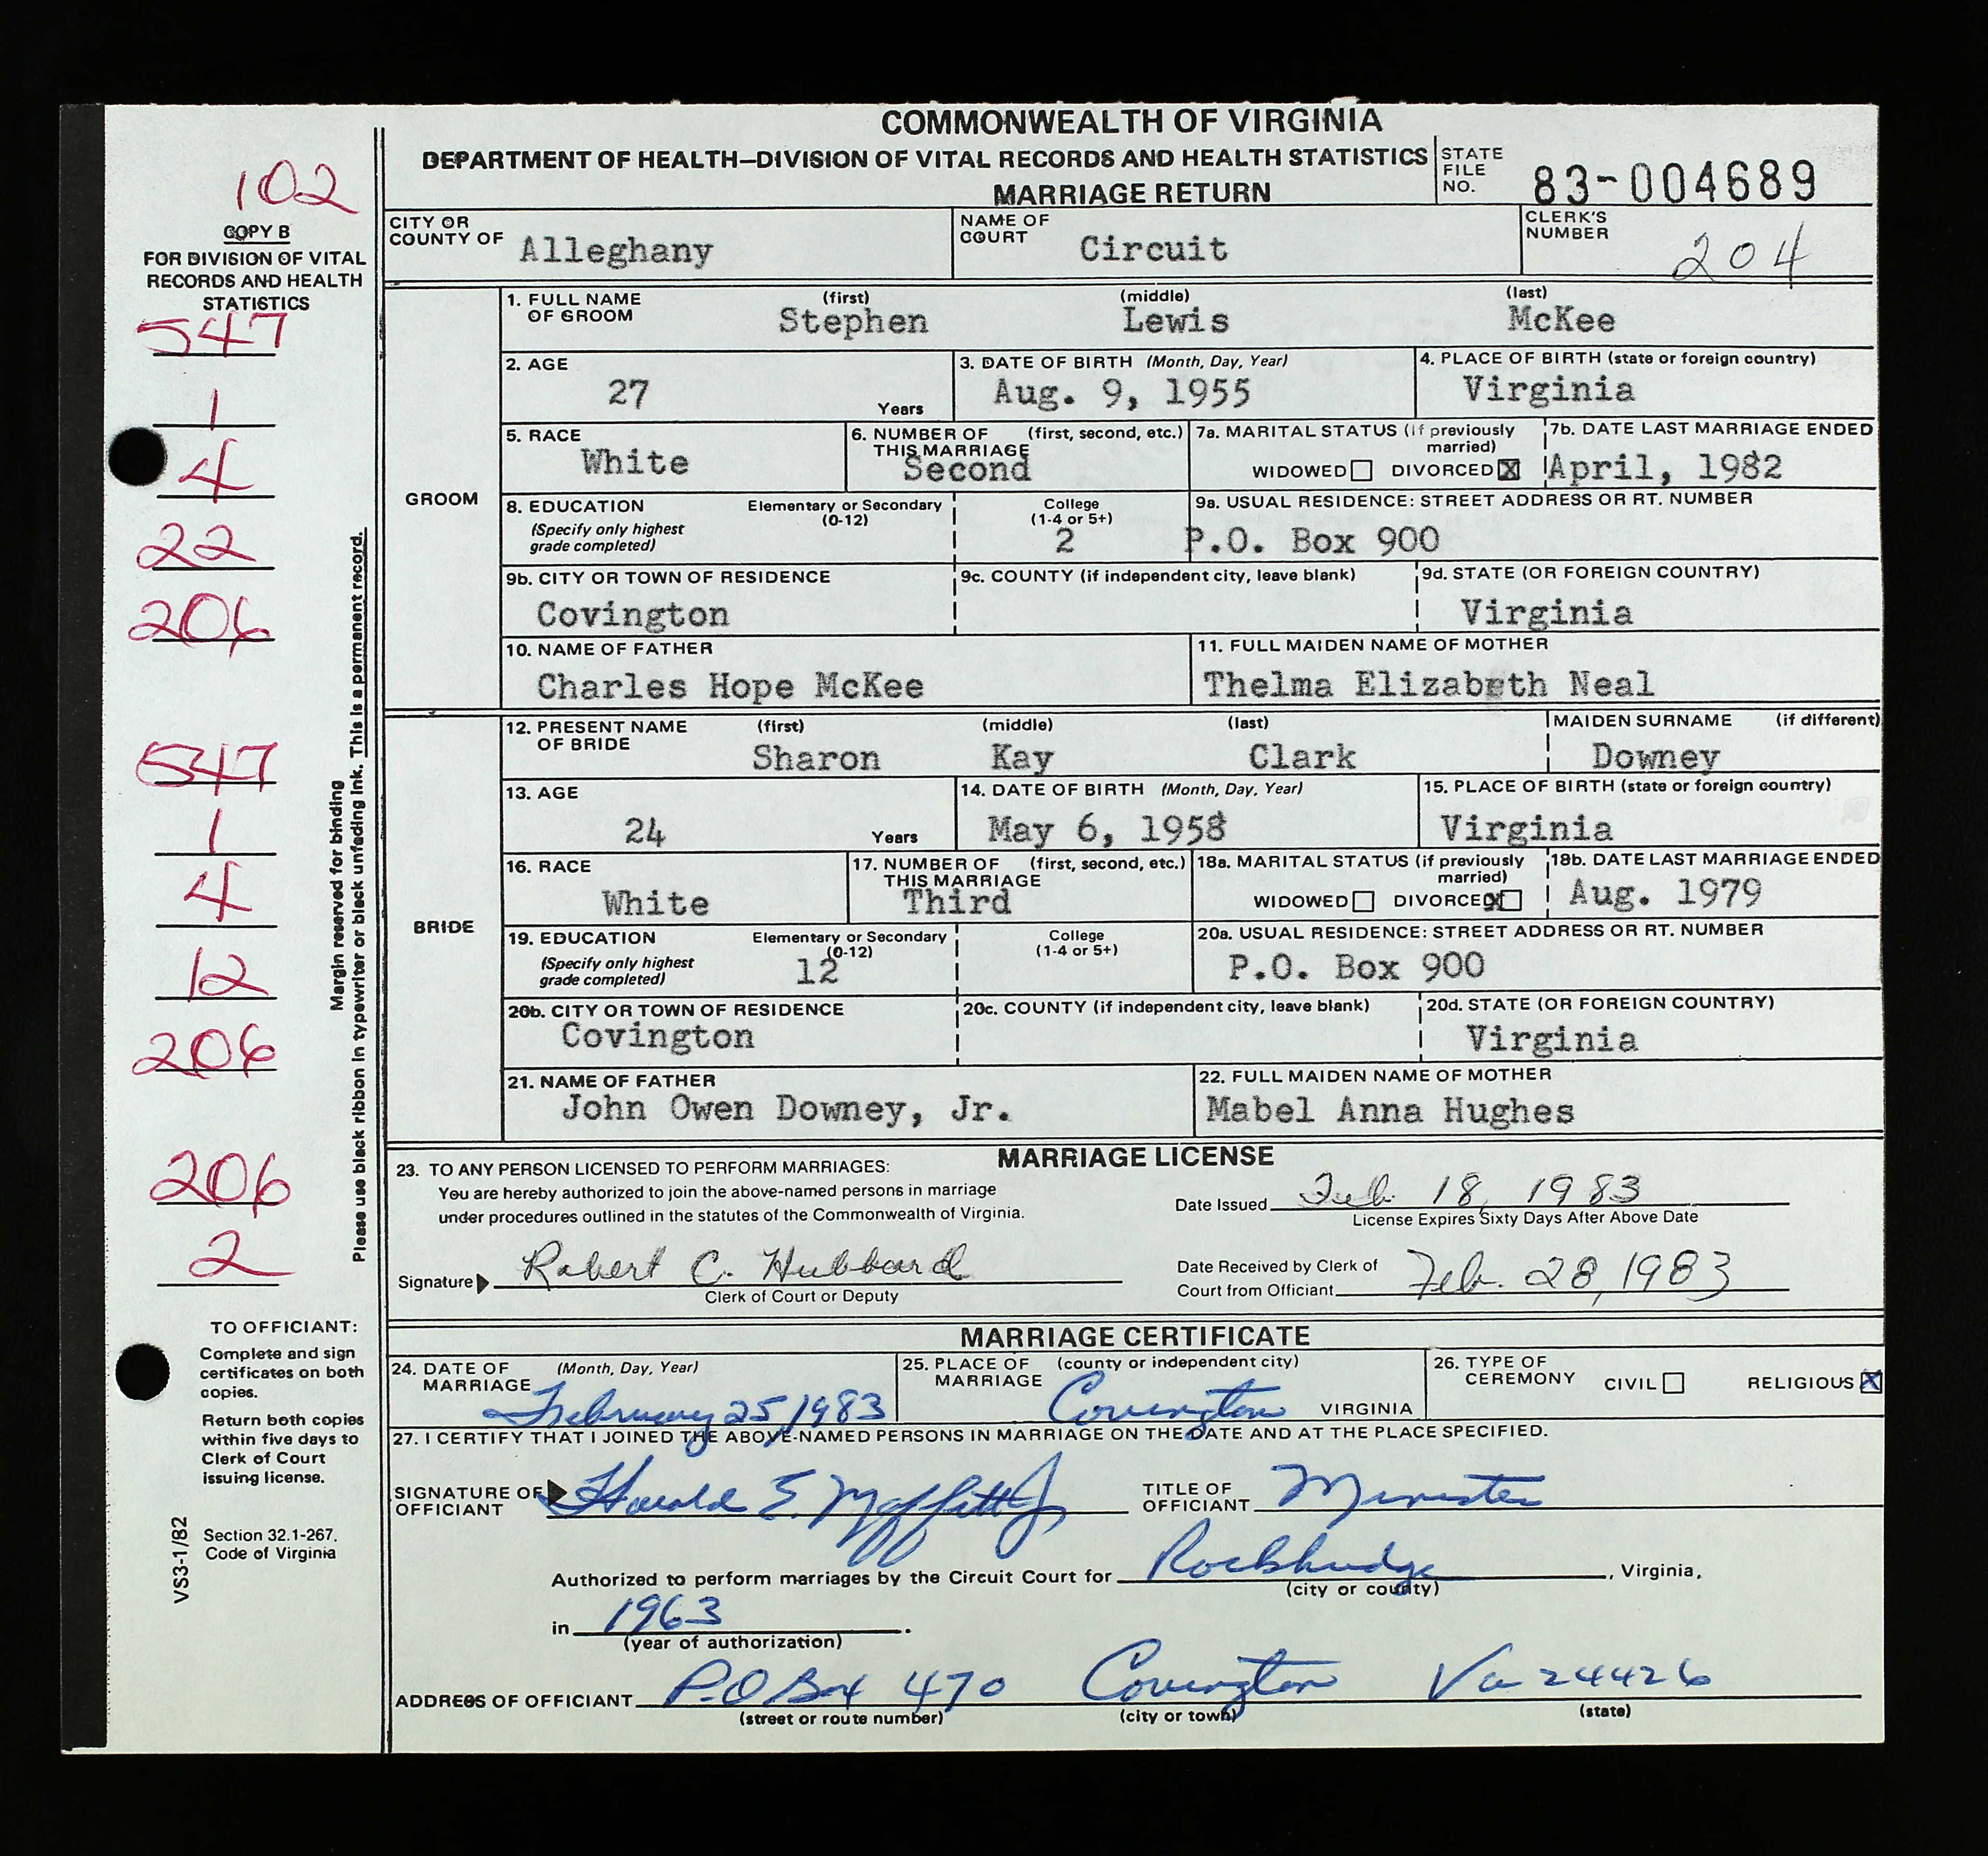 COMMONWEALTH OF VIRGINIA
DEPARTMENT OF HEALTH—DIVISION OF VITAL RECORDS AND HEALTH STATISTICS
MARRIAGE RETURN
STATE FILE NO. 83-004689
102
COPY B
FOR DIVISION OF VITAL
RECORDS AND HEALTH
STATISTICS
547
1
4
22
206
547
1
4
12
206
206
2
Margin reserved for binding
Please use black ribbon in typewriter or black unfading ink. This is a permanent record.
TO OFFICIANT:
Complete and sign
certificates on both
copies.
Return both copies
within five days to
Clerk of Court
issuing license.
Section 32.1-267,
Code of Virginia
VS3-1/82
CITY OR COUNTY OF Alleghany NAME OF COURT Circuit CLERK'S NUMBER 204
GROOM
1. FULL NAME OF GROOM (first) Stephen (middle) Lewis (last) McKee
2. AGE 27 Years 3. DATE OF BIRTH (Month, Day, Year) Aug. 9, 1955 4. PLACE OF BIRTH (state or foreign country) Virginia
5. RACE White 6. NUMBER OF THIS MARRIAGE (first, second, etc.) Second 7a. MARITAL STATUS (if previously married) WIDOWED DIVORCED X 7b. DATE LAST MARRIAGE ENDED April, 1982
8. EDUCATION (Specify only highest grade completed) Elementary or Secondary (0-12) College (1-4 or 5+) 2 9a. USUAL RESIDENCE: STREET ADDRESS OR RT. NUMBER P.O. Box 900
9b. CITY OR TOWN OF RESIDENCE Covington 9c. COUNTY (if independent city, leave blank) 9d. STATE (OR FOREIGN COUNTRY) Virginia
10. NAME OF FATHER Charles Hope McKee 11. FULL MAIDEN NAME OF MOTHER Thelma Elizabeth Neal
BRIDE
12. PRESENT NAME OF BRIDE (first) Sharon (middle) Kay (last) Clark MAIDEN SURNAME (if different) Downey
13. AGE 24 Years 14. DATE OF BIRTH (Month, Day, Year) May 6, 1958 15. PLACE OF BIRTH (state or foreign country) Virginia
16. RACE White 17. NUMBER OF THIS MARRIAGE (first, second, etc.) Third 18a. MARITAL STATUS (if previously married) WIDOWED DIVORCED X 18b. DATE LAST MARRIAGE ENDED Aug. 1979
19. EDUCATION (Specify only highest grade completed) Elementary or Secondary (0-12) 12 College (1-4 or 5+) 20a. USUAL RESIDENCE: STREET ADDRESS OR RT. NUMBER P.O. Box 900
20b. CITY OR TOWN OF RESIDENCE Covington 20c. COUNTY (if independent city, leave blank) 20d. STATE (OR FOREIGN COUNTRY) Virginia
21. NAME OF FATHER John Owen Downey, Jr. 22. FULL MAIDEN NAME OF MOTHER Mabel Anna Hughes
MARRIAGE LICENSE
23. TO ANY PERSON LICENSED TO PERFORM MARRIAGES:
You are hereby authorized to join the above-named persons in marriage
under procedures outlined in the statutes of the Commonwealth of Virginia.
Date Issued Feb. 18, 1983
License Expires Sixty Days After Above Date
Signature Robert C. Hubbard
Clerk of Court or Deputy
Date Received by Clerk of
Court from Officiant Feb. 28, 1983
MARRIAGE CERTIFICATE
24. DATE OF MARRIAGE (Month, Day, Year) February 25, 1983 25. PLACE OF MARRIAGE (county or independent city) Covington VIRGINIA 26. TYPE OF CEREMONY CIVIL RELIGIOUS X
27. I CERTIFY THAT I JOINED THE ABOVE-NAMED PERSONS IN MARRIAGE ON THE DATE AND AT THE PLACE SPECIFIED.
SIGNATURE OF OFFICIANT Harold E. Moffitt Jr TITLE OF OFFICIANT Minister
Authorized to perform marriages by the Circuit Court for Rockbridge, Virginia,
(city or county)
in 1963.
(year of authorization)
ADDRESS OF OFFICIANT P.O Box 470 Covington Va 24426
(street or route number) (city or town) (state)